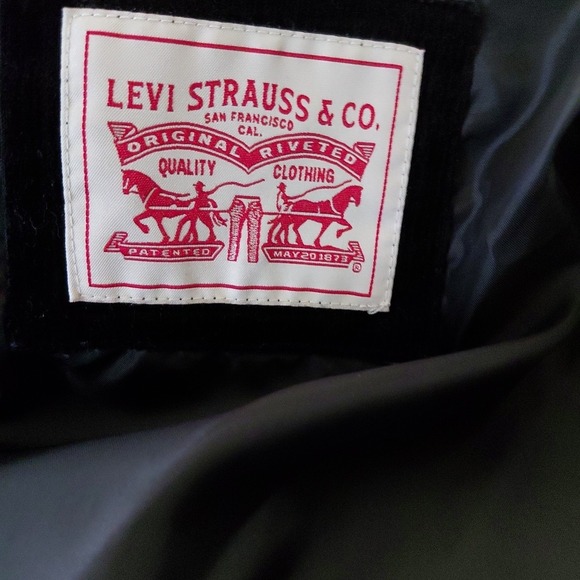 LEVI STRAUSS & CO.
SAN FRANCISCO
CAL.
ORIGINAL RIVETED
QUALITY CLOTHING
PATENTED MAY 20 1873
®